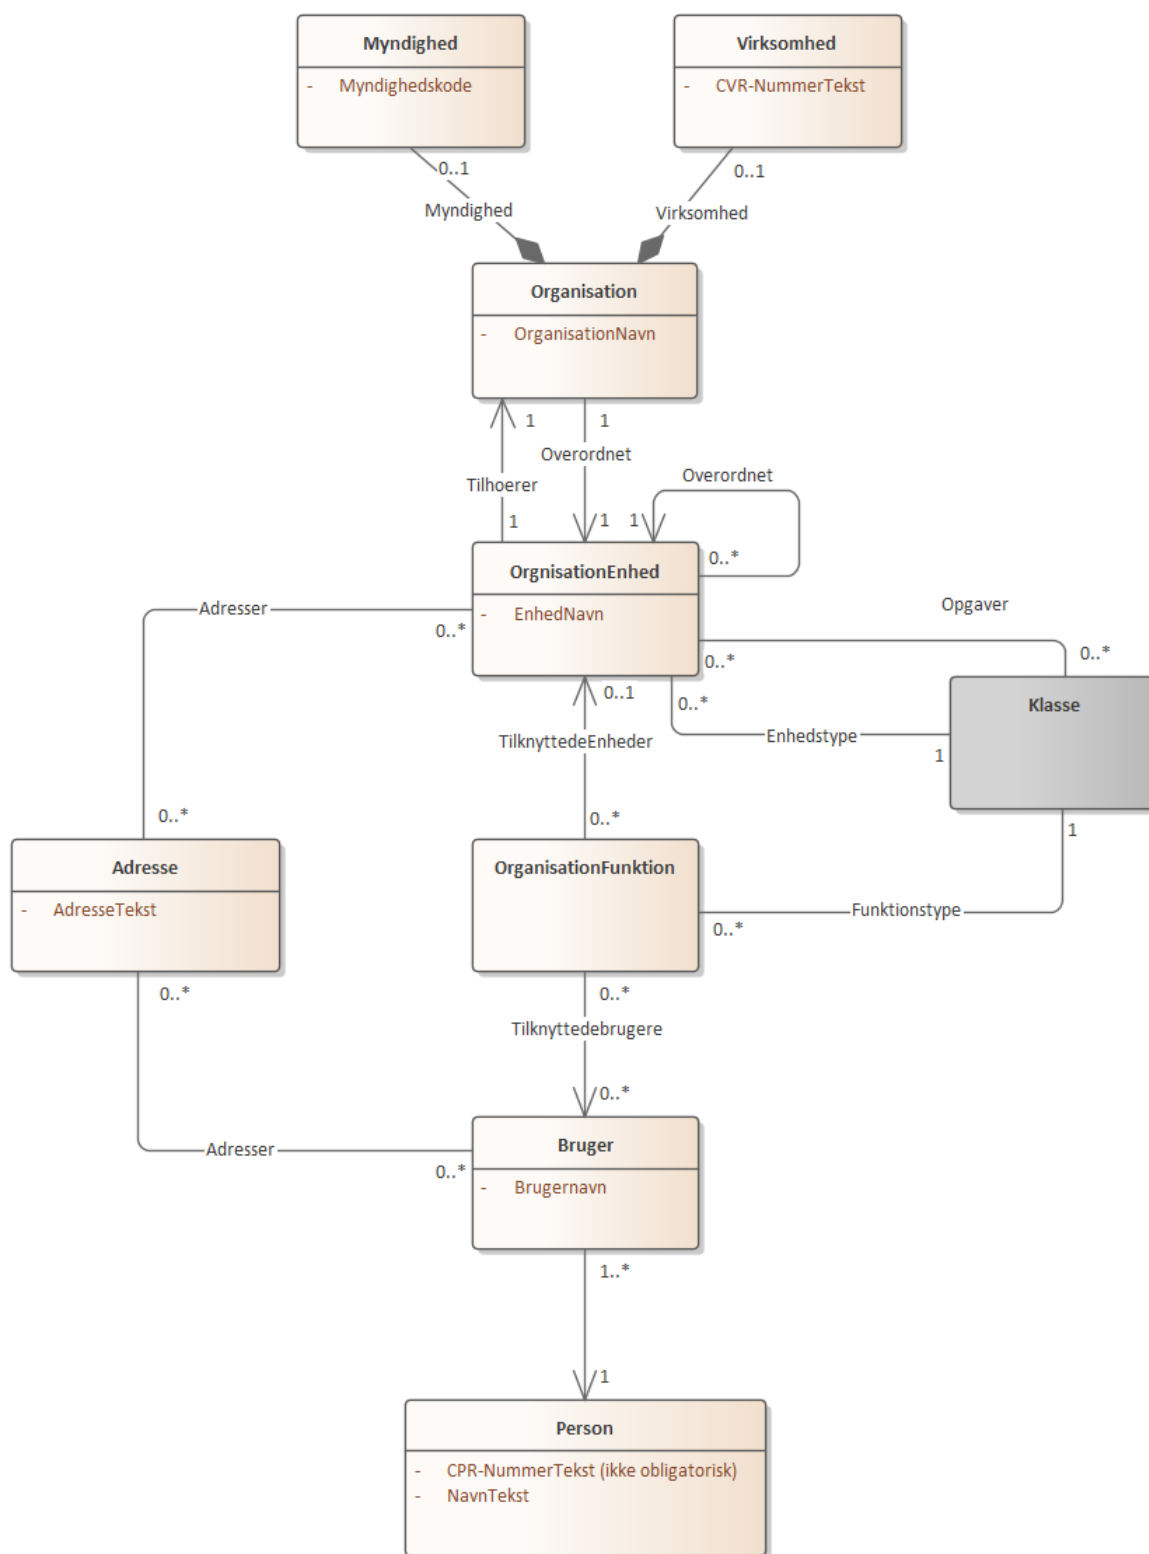 Myndighed
- Myndighedskode
Virksomhed
- CVR-NummerTekst
0..1
0..1
Myndighed
Virksomhed
Organisation
- OrganisationNavn
1
1
Overordnet
Tilhoerer
Overordnet
1
1
1
0..*
OrgnisationEnhed
- EnhedNavn
Adresser
0..*
Opgaver
0..*
0..*
0..1
0..*
Klasse
TilknyttedeEnheder
Enhedstype
1
0..*
0..*
1
Adresse
- AdresseTekst
OrganisationFunktion
Funktionstype
0..*
0..*
0..*
Tilknyttedebrugere
0..*
Bruger
- Brugernavn
Adresser
0..*
1..*
1
Person
- CPR-NummerTekst (ikke obligatorisk)
- NavnTekst